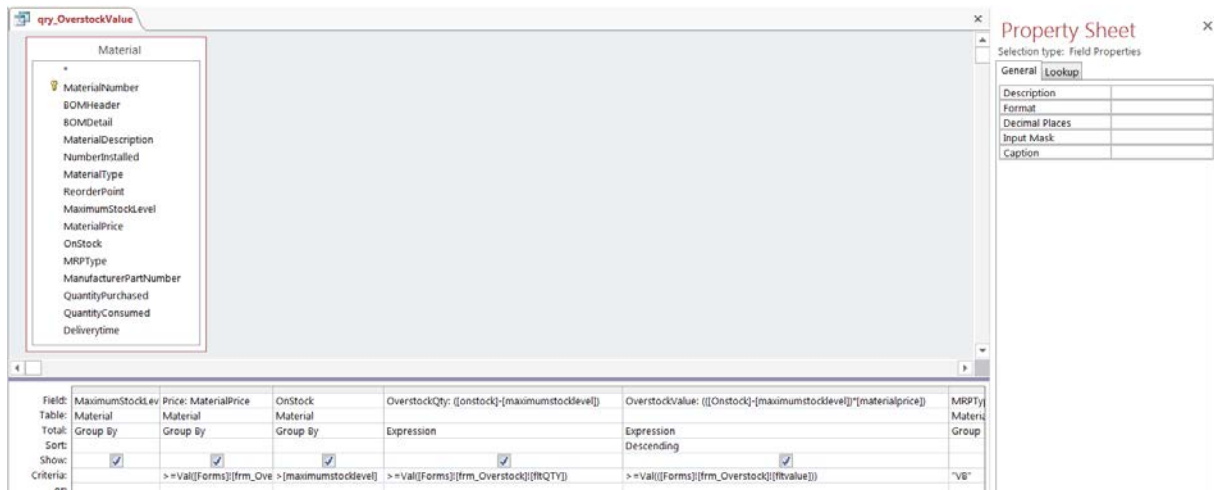 qry_OverstockValue
Material
*
MaterialNumber
BOMHeader
BOMDetail
MaterialDescription
NumberInstalled
MaterialType
ReorderPoint
MaximumStockLevel
MaterialPrice
OnStock
MRPType
ManufacturerPartNumber
QuantityPurchased
QuantityConsumed
Deliverytime
Property Sheet
Selection type: Field Properties
General Lookup
Description
Format
Decimal Places
Input Mask
Caption
Field: MaximumStockLev Price: MaterialPrice OnStock OverstockQty: ([onstock]-[maximumstocklevel]) OverstockValue: (([Onstock]-[maximumstocklevel])*[materialprice]) MRPTy
Table: Material Material Material Materia
Total: Group By Group By Group By Expression Expression Group
Sort: Descending
Show:
Criteria: >=Val([Forms]![frm_Ove >[maximumstocklevel] >=Val([Forms]![frm_Overstock]![fltQTY]) >=Val(([Forms]![frm_Overstock]![fltvalue])) "VB"